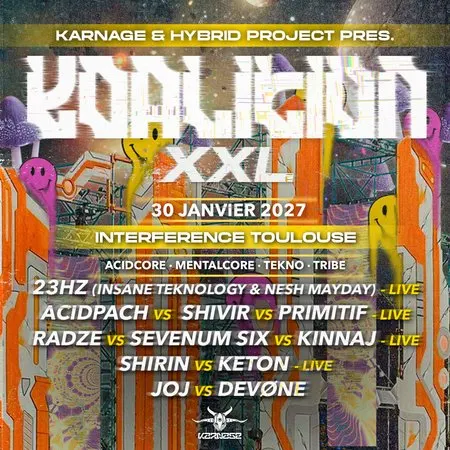 KARNAGE & HYBRID PROJECT PRES.
KOALITION
XXL
30 JANVIER 2027
INTERFERENCE TOULOUSE
ACIDCORE - MENTALCORE - TEKNO - TRIBE
23HZ (INSANE TEKNOLOGY & NESH MAYDAY) - LIVE
ACIDPACH VS SHIVIR VS PRIMITIF - LIVE
RADZE VS SEVENUM SIX VS KINNAJ - LIVE
SHIRIN VS KETON - LIVE
JOJ VS DEVØNE
KARNAGE